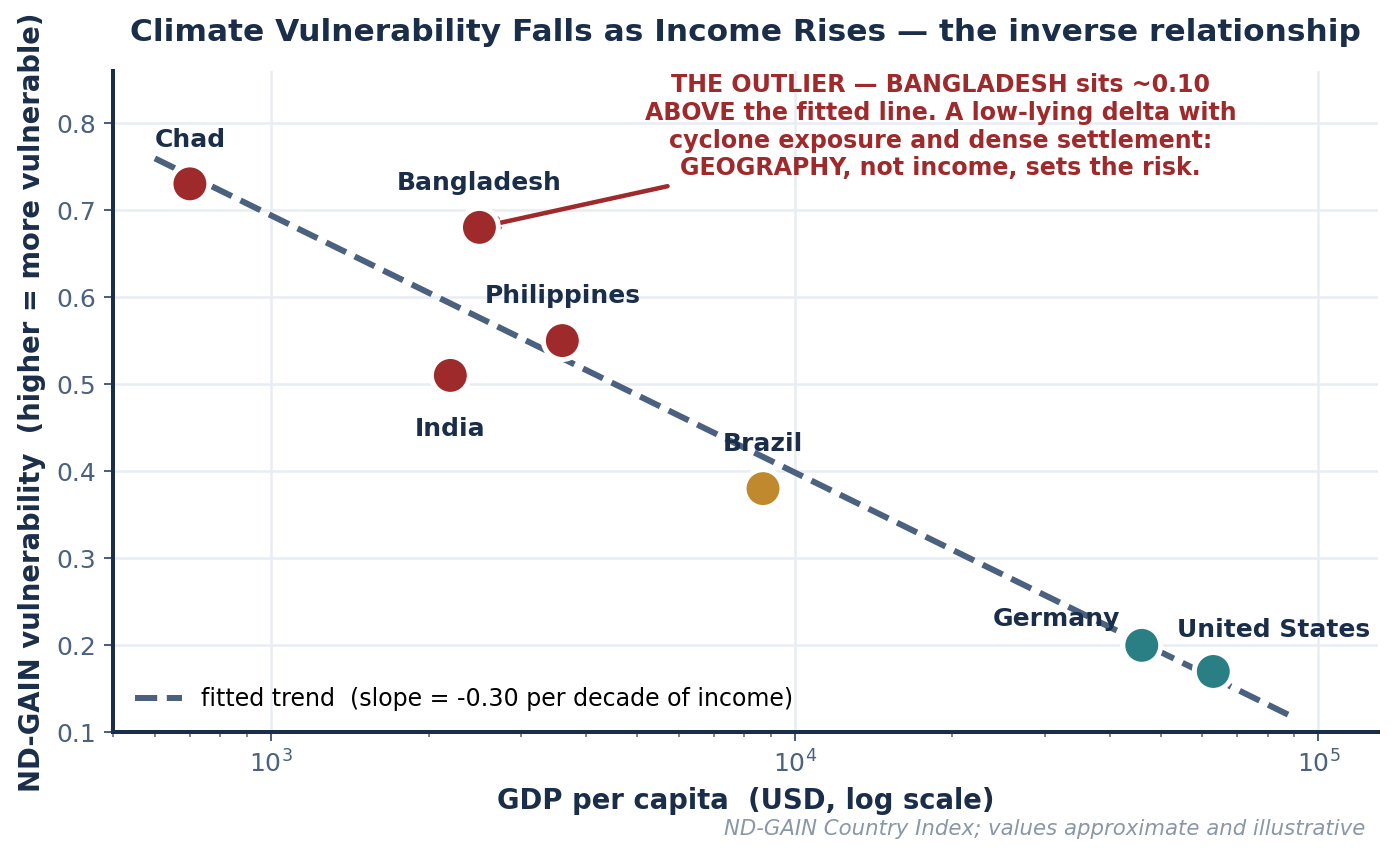 Climate Vulnerability Falls as Income Rises — the inverse relationship
THE OUTLIER — BANGLADESH sits ~0.10
ABOVE the fitted line. A low-lying delta with
cyclone exposure and dense settlement:
GEOGRAPHY, not income, sets the risk.
ND-GAIN vulnerability (higher = more vulnerable)
0.8
0.7
0.6
0.5
0.4
0.3
0.2
0.1
Chad
Bangladesh
Philippines
India
Brazil
Germany
United States
fitted trend (slope = -0.30 per decade of income)
10³
10⁴
10⁵
GDP per capita (USD, log scale)
ND-GAIN Country Index; values approximate and illustrative